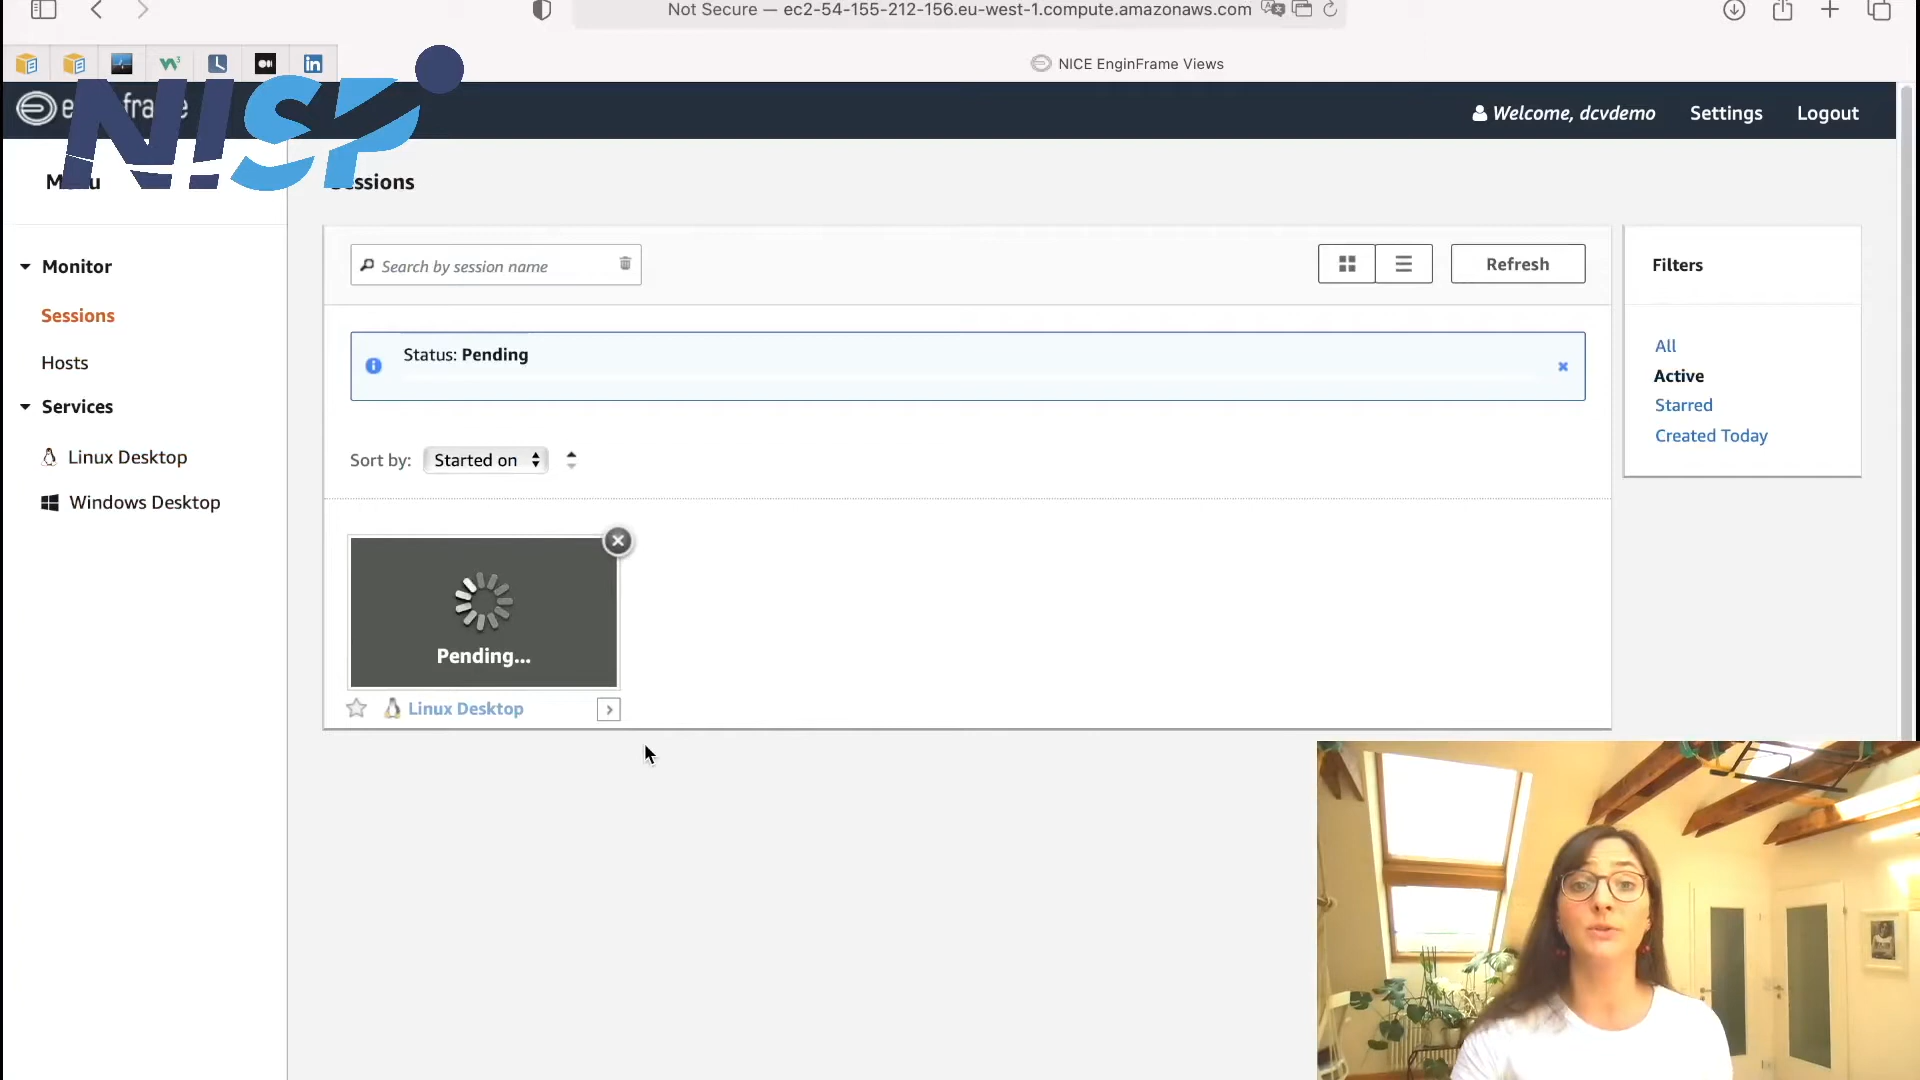 Not Secure — ec2-54-155-212-156.eu-west-1.compute.amazonaws.com
NICE EnginFrame Views
NISP
Welcome, dcvdemo
Settings
Logout
Sessions
Monitor
Sessions
Hosts
Services
Linux Desktop
Windows Desktop
Search by session name
Refresh
Status: Pending
Sort by: Started on
Pending...
Linux Desktop
Filters
All
Active
Starred
Created Today